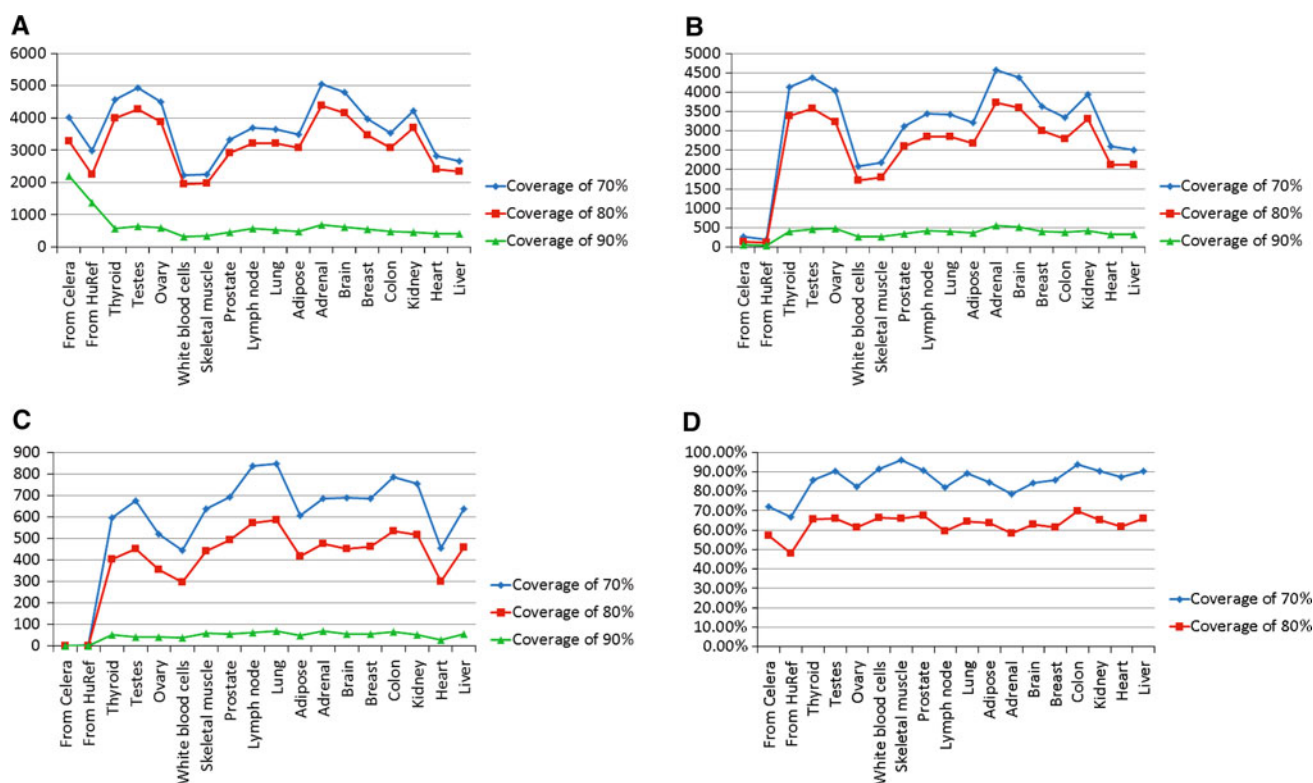 A
6000
5000
4000
3000
2000
1000
0
From Celera
From HuRef
Thyroid
Testes
Ovary
White blood cells
Skeletal muscle
Prostate
Lymph node
Lung
Adipose
Adrenal
Brain
Breast
Colon
Kidney
Heart
Liver
Coverage of 70%
Coverage of 80%
Coverage of 90%
B
5000
4500
4000
3500
3000
2500
2000
1500
1000
500
0
From Celera
From HuRef
Thyroid
Testes
Ovary
White blood cells
Skeletal muscle
Prostate
Lymph node
Lung
Adipose
Adrenal
Brain
Breast
Colon
Kidney
Heart
Liver
Coverage of 70%
Coverage of 80%
Coverage of 90%
C
900
800
700
600
500
400
300
200
100
0
From Celera
From HuRef
Thyroid
Testes
Ovary
White blood cells
Skeletal muscle
Prostate
Lymph node
Lung
Adipose
Adrenal
Brain
Breast
Colon
Kidney
Heart
Liver
Coverage of 70%
Coverage of 80%
Coverage of 90%
D
100.00%
90.00%
80.00%
70.00%
60.00%
50.00%
40.00%
30.00%
20.00%
10.00%
0.00%
From Celera
From HuRef
Thyroid
Testes
Ovary
White blood cells
Skeletal muscle
Prostate
Lymph node
Lung
Adipose
Adrenal
Brain
Breast
Colon
Kidney
Heart
Liver
Coverage of 70%
Coverage of 80%